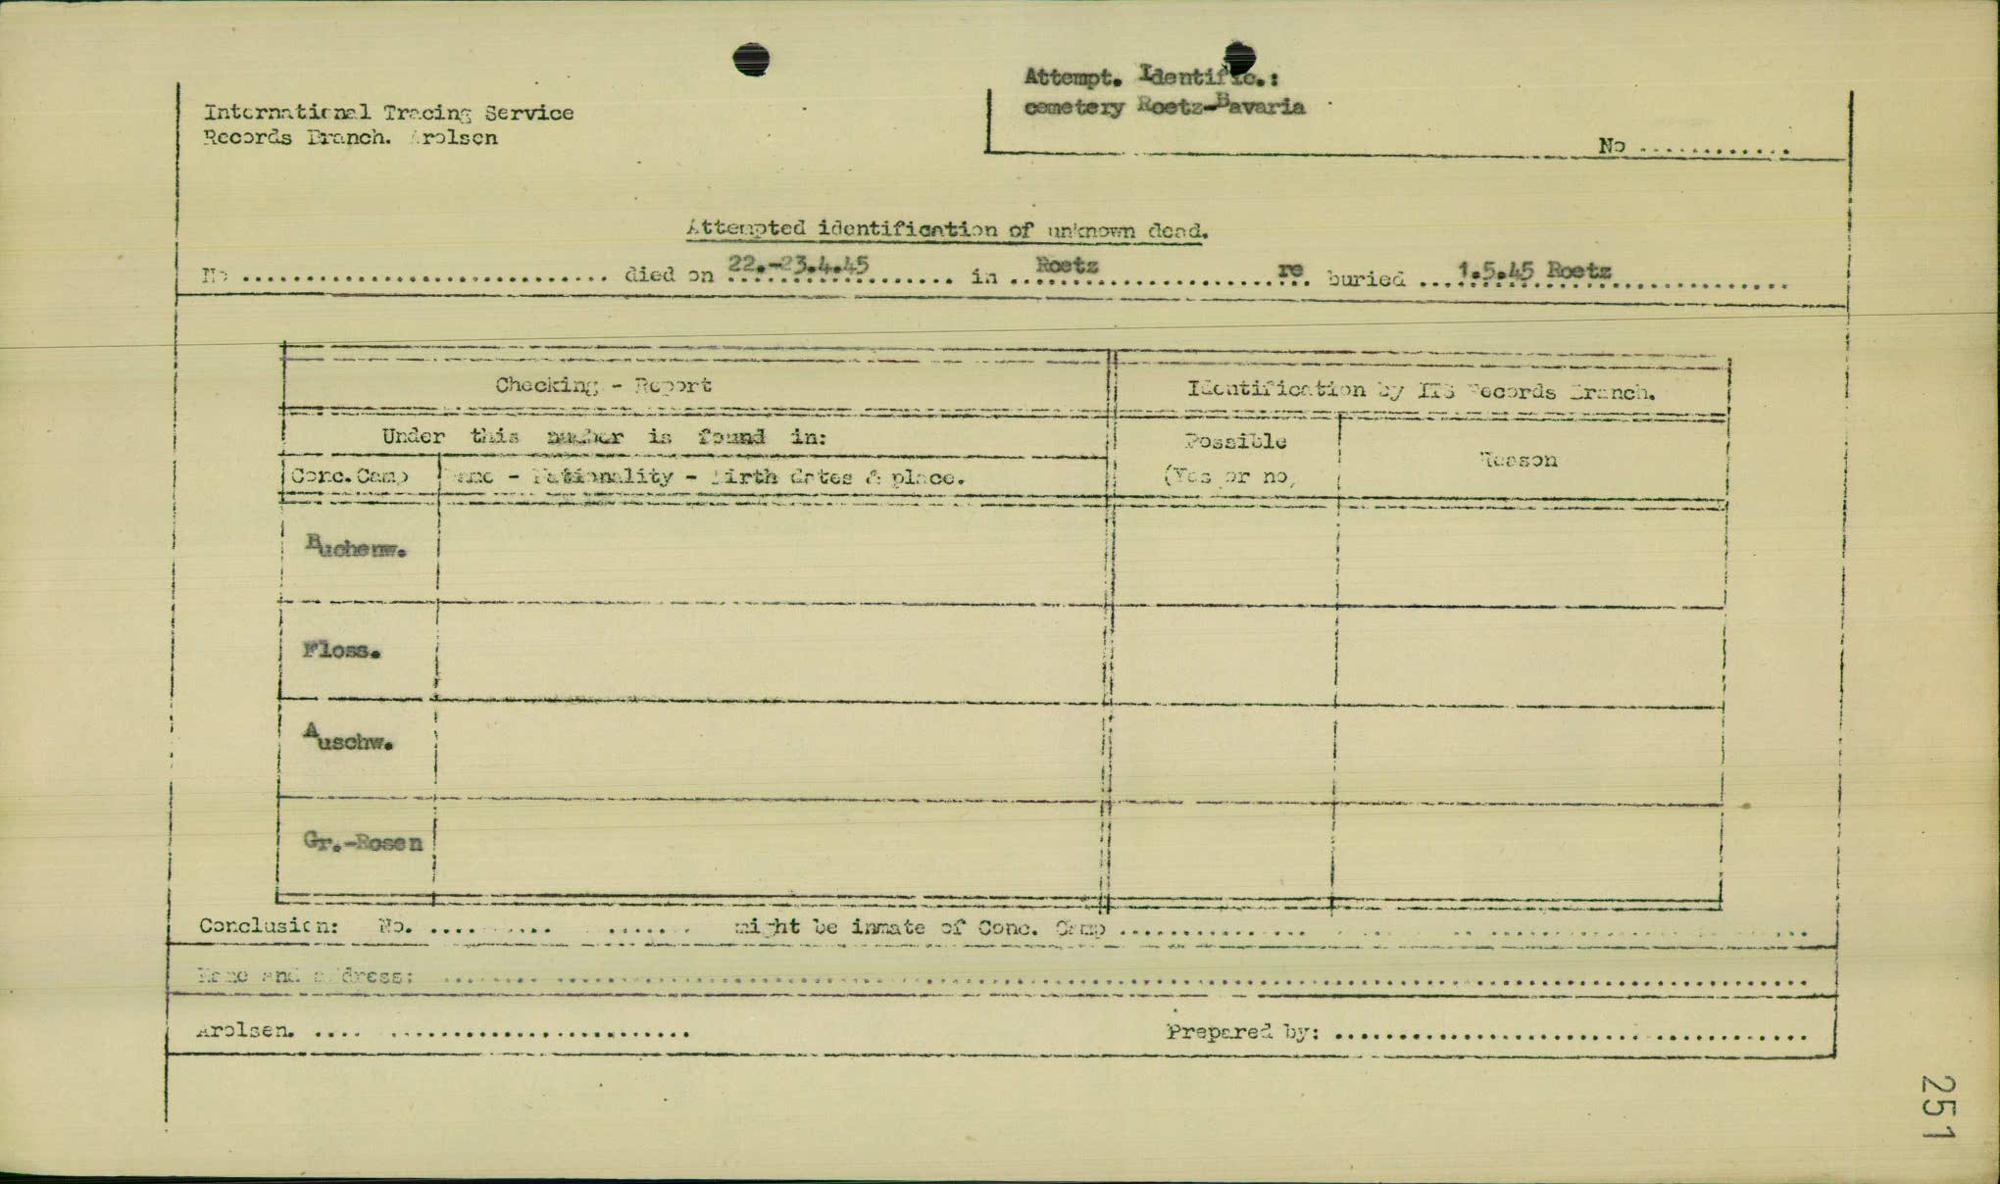 Attempt. Identific.:
cemetery Roetz-Bavaria
International Tracing Service
Records Branch. Arolsen
No ............
Attempted identification of unknown dead.
No ............................. died on 22.-23.4.45 in Roetz re buried 1.5.45 Roetz
Checking - Report
Identification by ITS Records Branch.
Under this number is found in:
Possible
(Yes or no)
Reason
Conc. Camp
Name - Nationality - Birth dates & place.
Buchenw.
Floss.
Auschw.
Gr.-Rosen
Conclusion: No. .................... might be inmate of Conc. Camp ....................
Name and address: ....................
Arolsen. ............................
Prepared by: ....................................
251